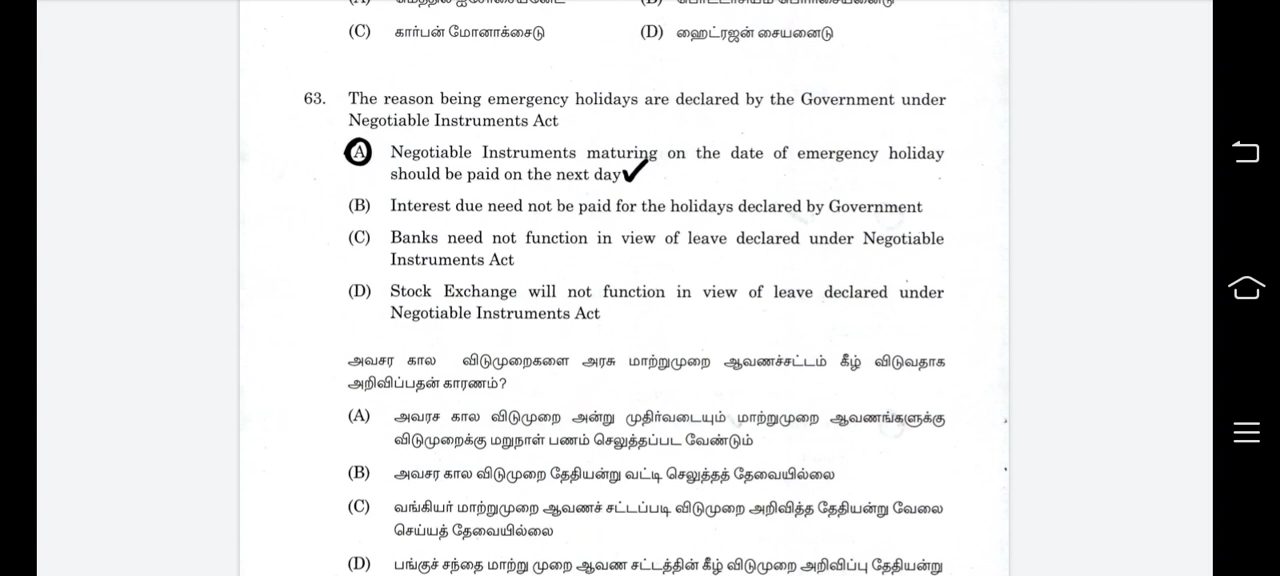 (C) கார்பன் மோனாக்சைடு (D) ஹைட்ரஜன் சையனைடு
63. The reason being emergency holidays are declared by the Government under
Negotiable Instruments Act
(A) Negotiable Instruments maturing on the date of emergency holiday
should be paid on the next day✓
(B) Interest due need not be paid for the holidays declared by Government
(C) Banks need not function in view of leave declared under Negotiable
Instruments Act
(D) Stock Exchange will not function in view of leave declared under
Negotiable Instruments Act
அவசர கால விடுமுறைகளை அரசு மாற்றுமுறை ஆவணச்சட்டம் கீழ் விடுவதாக
அறிவிப்பதன் காரணம்?
(A) அவரச கால விடுமுறை அன்று முதிர்வடையும் மாற்றுமுறை ஆவணங்களுக்கு
விடுமுறைக்கு மறுநாள் பணம் செலுத்தப்பட வேண்டும்
(B) அவசர கால விடுமுறை தேதியன்று வட்டி செலுத்தத் தேவையில்லை
(C) வங்கியர் மாற்றுமுறை ஆவணச் சட்டப்படி விடுமுறை அறிவித்த தேதியன்று வேலை
செய்யத் தேவையில்லை
(D) பங்குச் சந்தை மாற்று முறை ஆவண சட்டத்தின் கீழ் விடுமுறை அறிவிப்பு தேதியன்று